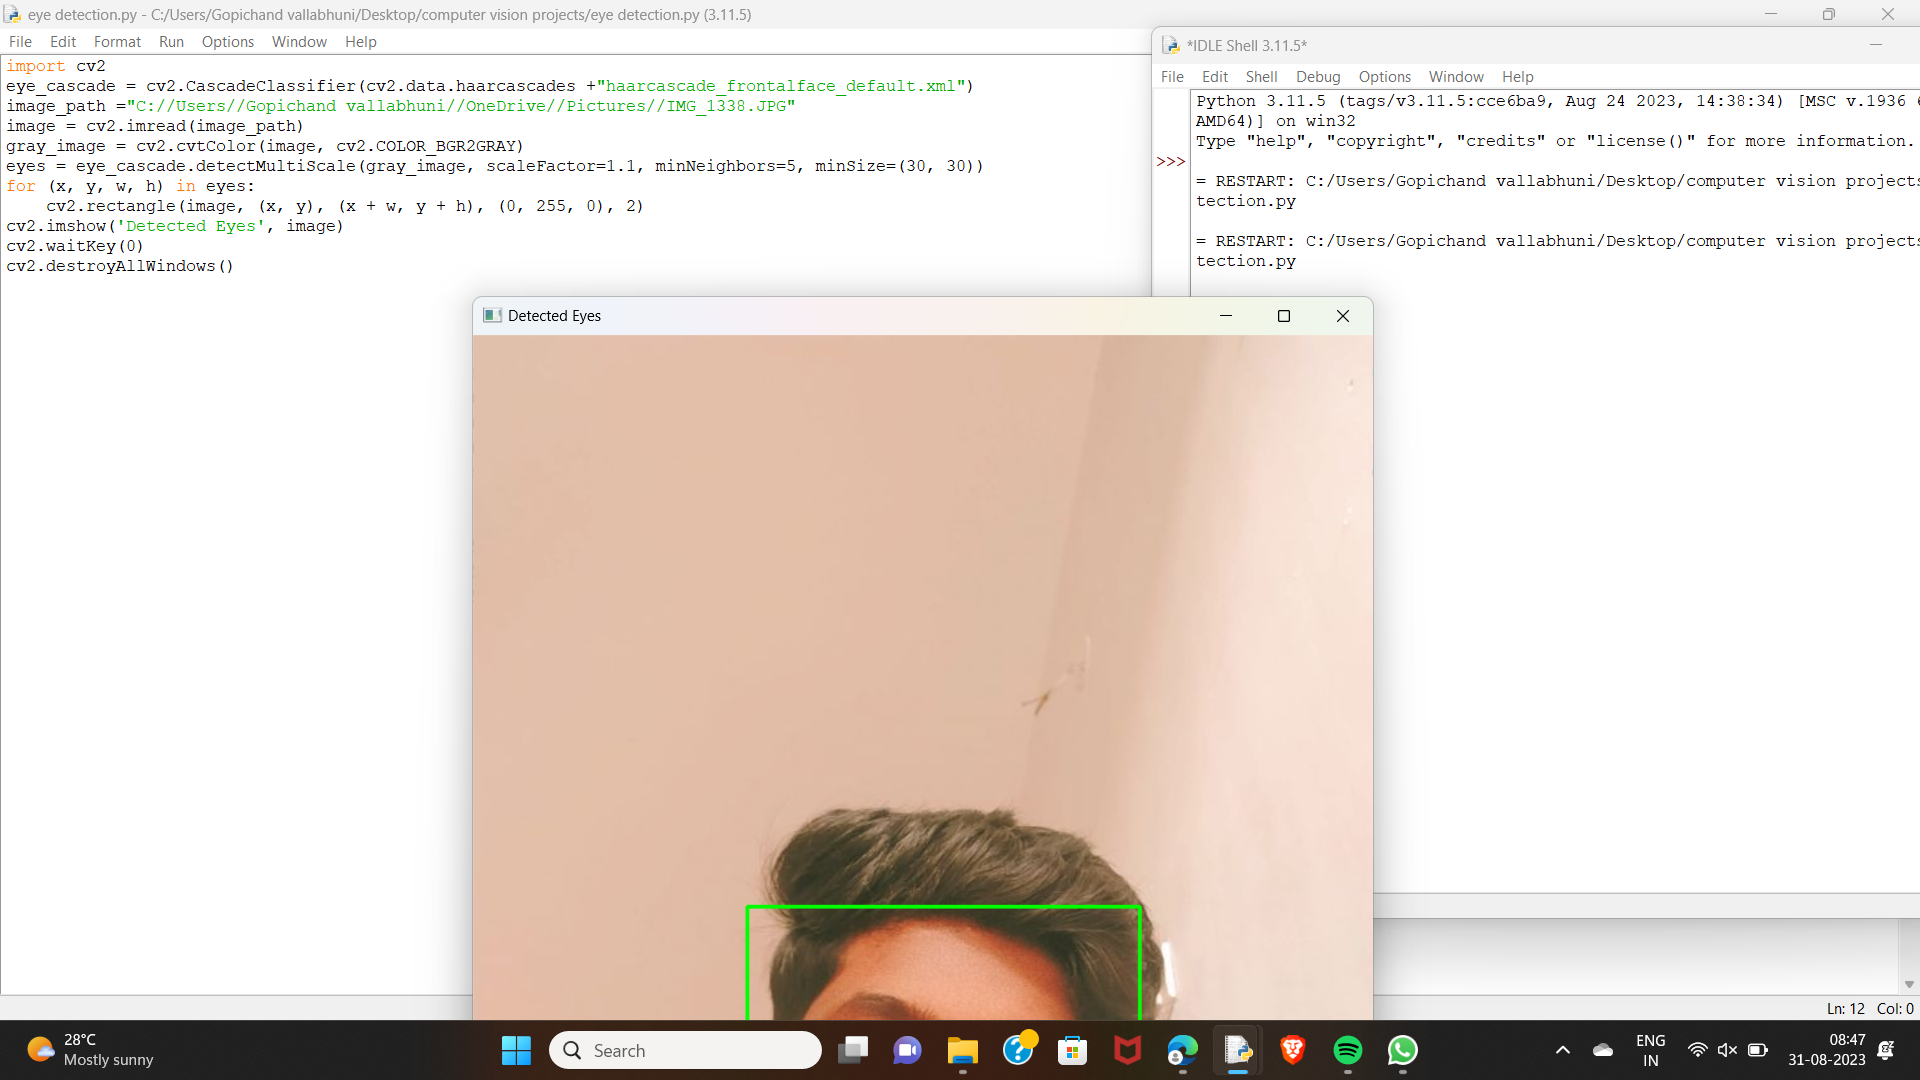 eye detection.py - C:/Users/Gopichand vallabhuni/Desktop/computer vision projects/eye detection.py (3.11.5)
File Edit Format Run Options Window Help
import cv2
eye_cascade = cv2.CascadeClassifier(cv2.data.haarcascades +"haarcascade_frontalface_default.xml")
image_path ="C://Users//Gopichand vallabhuni//OneDrive//Pictures//IMG_1338.JPG"
image = cv2.imread(image_path)
gray_image = cv2.cvtColor(image, cv2.COLOR_BGR2GRAY)
eyes = eye_cascade.detectMultiScale(gray_image, scaleFactor=1.1, minNeighbors=5, minSize=(30, 30))
for (x, y, w, h) in eyes:
    cv2.rectangle(image, (x, y), (x + w, y + h), (0, 255, 0), 2)
cv2.imshow('Detected Eyes', image)
cv2.waitKey(0)
cv2.destroyAllWindows()
*IDLE Shell 3.11.5*
File Edit Shell Debug Options Window Help
Python 3.11.5 (tags/v3.11.5:cce6ba9, Aug 24 2023, 14:38:34) [MSC v.1936
AMD64)] on win32
Type "help", "copyright", "credits" or "license()" for more information.
>>>
= RESTART: C:/Users/Gopichand vallabhuni/Desktop/computer vision projects
tection.py
= RESTART: C:/Users/Gopichand vallabhuni/Desktop/computer vision projects
tection.py
Detected Eyes
Ln: 12 Col: 0
28°C
Mostly sunny
Search
ENG
IN
08:47
31-08-2023